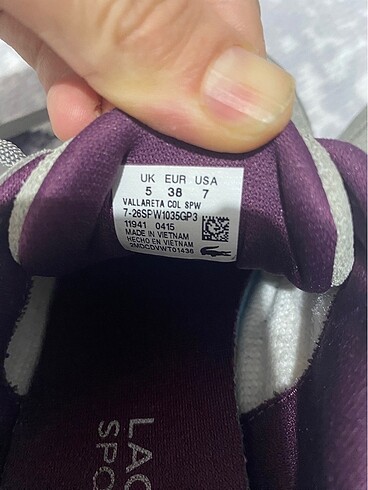 UK EUR USA
5 38 7
VALLARETA COL SPW
7-26SPW1035GP3
11941 0415
MADE IN VIETNAM
HECHO EN VIETNAM
2MDCDVWT01436
LAC
SPO